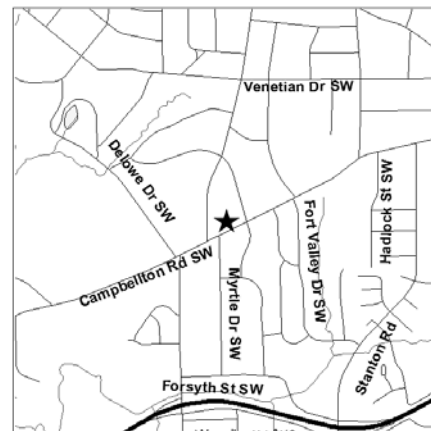 Venetian Dr SW
Delowe Dr SW
Hadlock St SW
Fort Valley Dr SW
Campbellton Rd SW
Myrtle Dr SW
Stanton Rd
Forsyth St SW